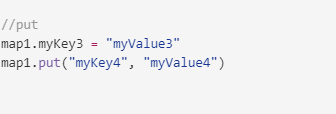 //put
map1.myKey3 = "myValue3"
map1.put("myKey4", "myValue4")